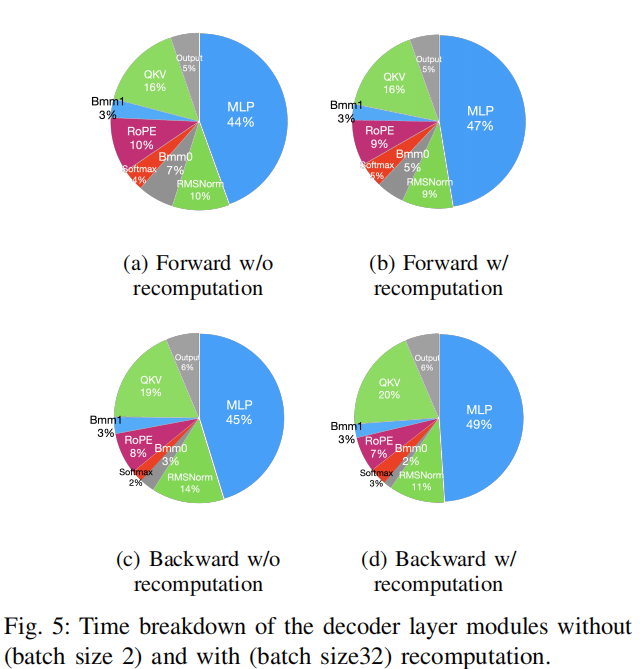 Output
5%
QKV
16%
MLP
44%
Bmm1
3%
RoPE
10%
Bmm0
7%
Softmax
4%
RMSNorm
10%
Output
5%
QKV
16%
MLP
47%
Bmm1
3%
RoPE
9%
Bmm0
5%
Softmax
5%
RMSNorm
9%
(a) Forward w/o
recomputation
(b) Forward w/
recomputation
Output
6%
QKV
19%
MLP
45%
Bmm1
3%
RoPE
8%
Bmm0
3%
Softmax
2%
RMSNorm
14%
Output
6%
QKV
20%
MLP
49%
Bmm1
3%
RoPE
7%
Bmm0
2%
Softmax
3%
RMSNorm
11%
(c) Backward w/o
recomputation
(d) Backward w/
recomputation
Fig. 5: Time breakdown of the decoder layer modules without
(batch size 2) and with (batch size32) recomputation.